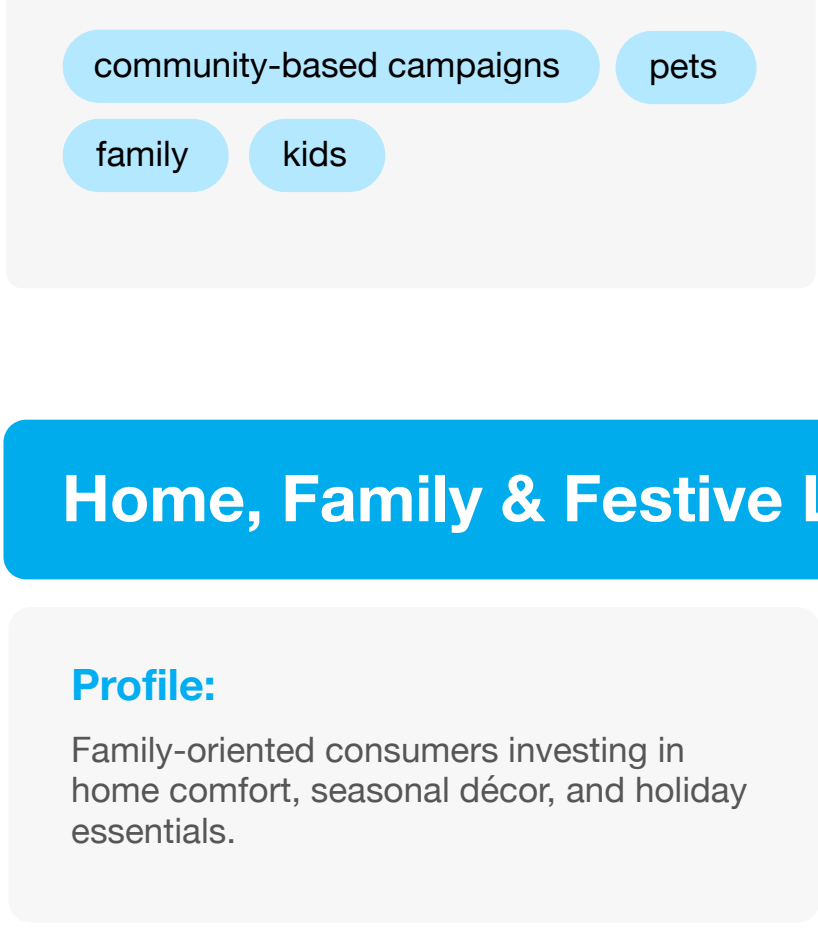 community-based campaigns pets
family kids
Home, Family & Festive
Profile:
Family-oriented consumers investing in
home comfort, seasonal décor, and holiday
essentials.